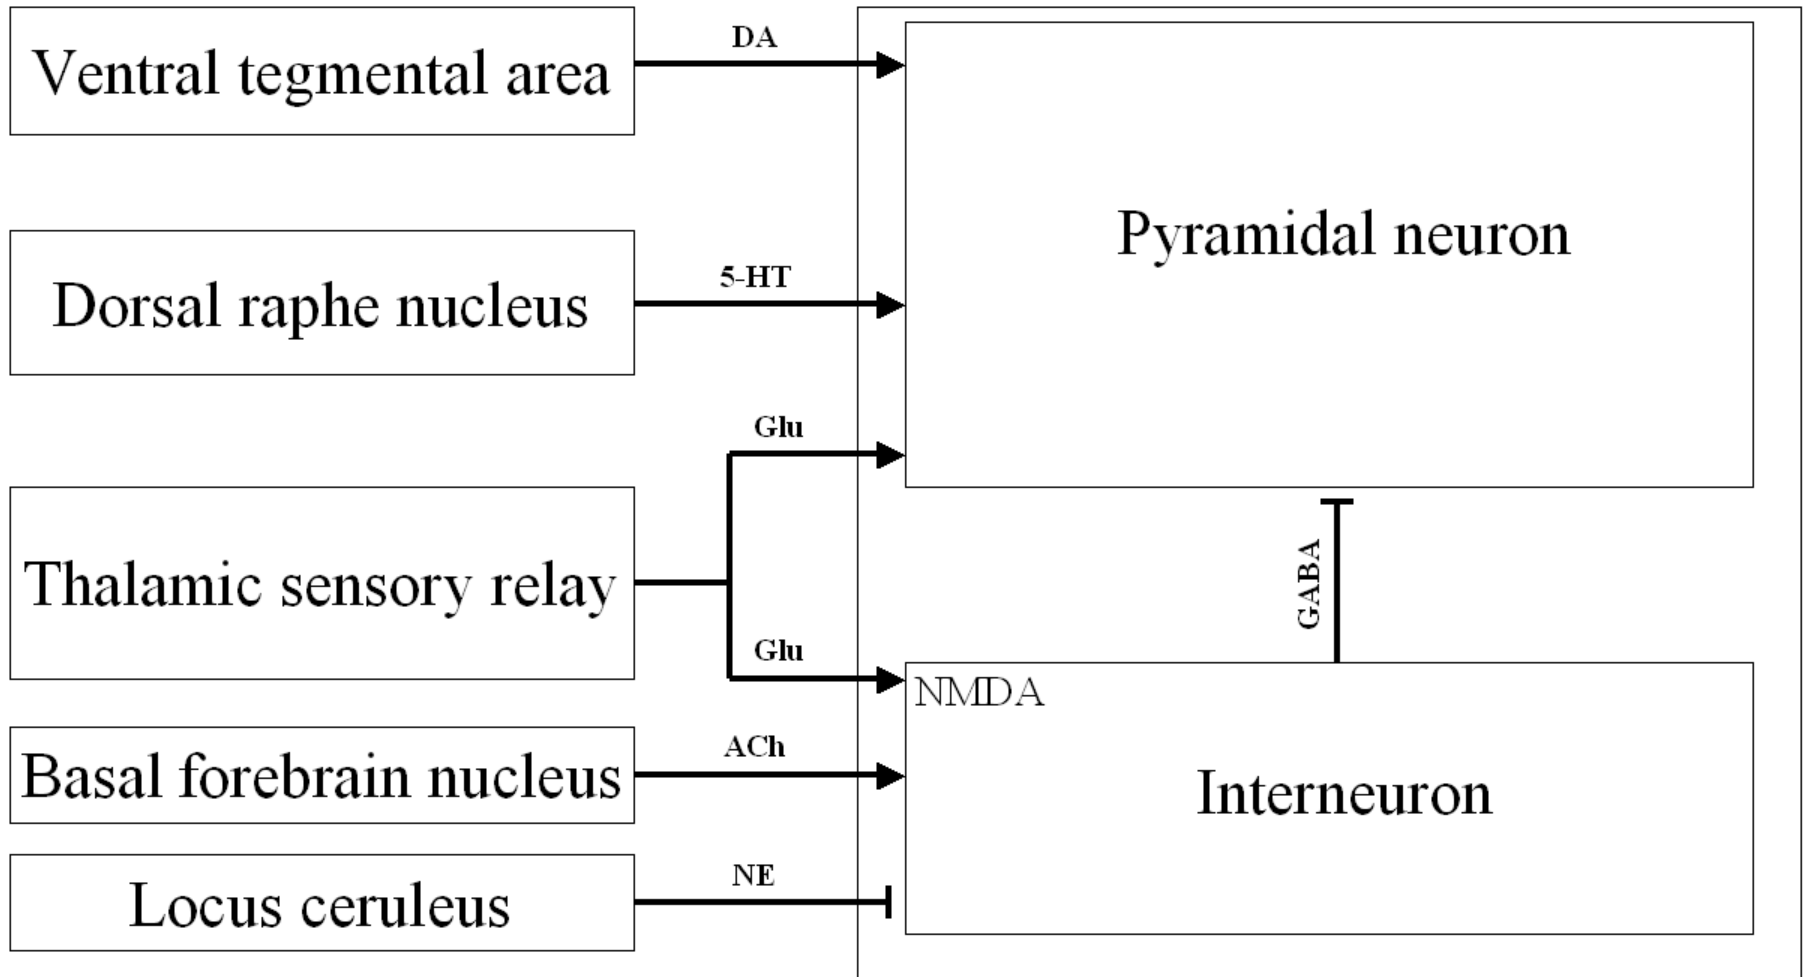 Ventral tegmental area
DA
Pyramidal neuron
Dorsal raphe nucleus
5-HT
Glu
Thalamic sensory relay
GABA
Glu
NMDA
Basal forebrain nucleus
ACh
Interneuron
Locus ceruleus
NE